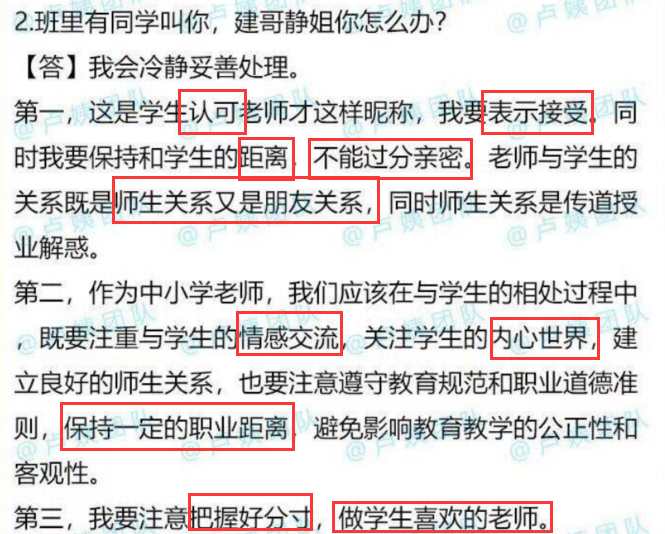 2.班里有同学叫你，建哥静姐你怎么办?
【答】我会冷静妥善处理。
第一，这是学生认可老师才这样昵称，我要表示接受。同
时我要保持和学生的距离，不能过分亲密。老师与学生的
关系既是师生关系又是朋友关系，同时师生关系是传道授
业解惑。
第二，作为中小学老师，我们应该在与学生的相处过程中
，既要注重与学生的情感交流，关注学生的内心世界，建
立良好的师生关系，也要注意遵守教育规范和职业道德准
则，保持一定的职业距离，避免影响教育教学的公正性和
客观性。
第三，我要注意把握好分寸，做学生喜欢的老师。
@卢姨团队